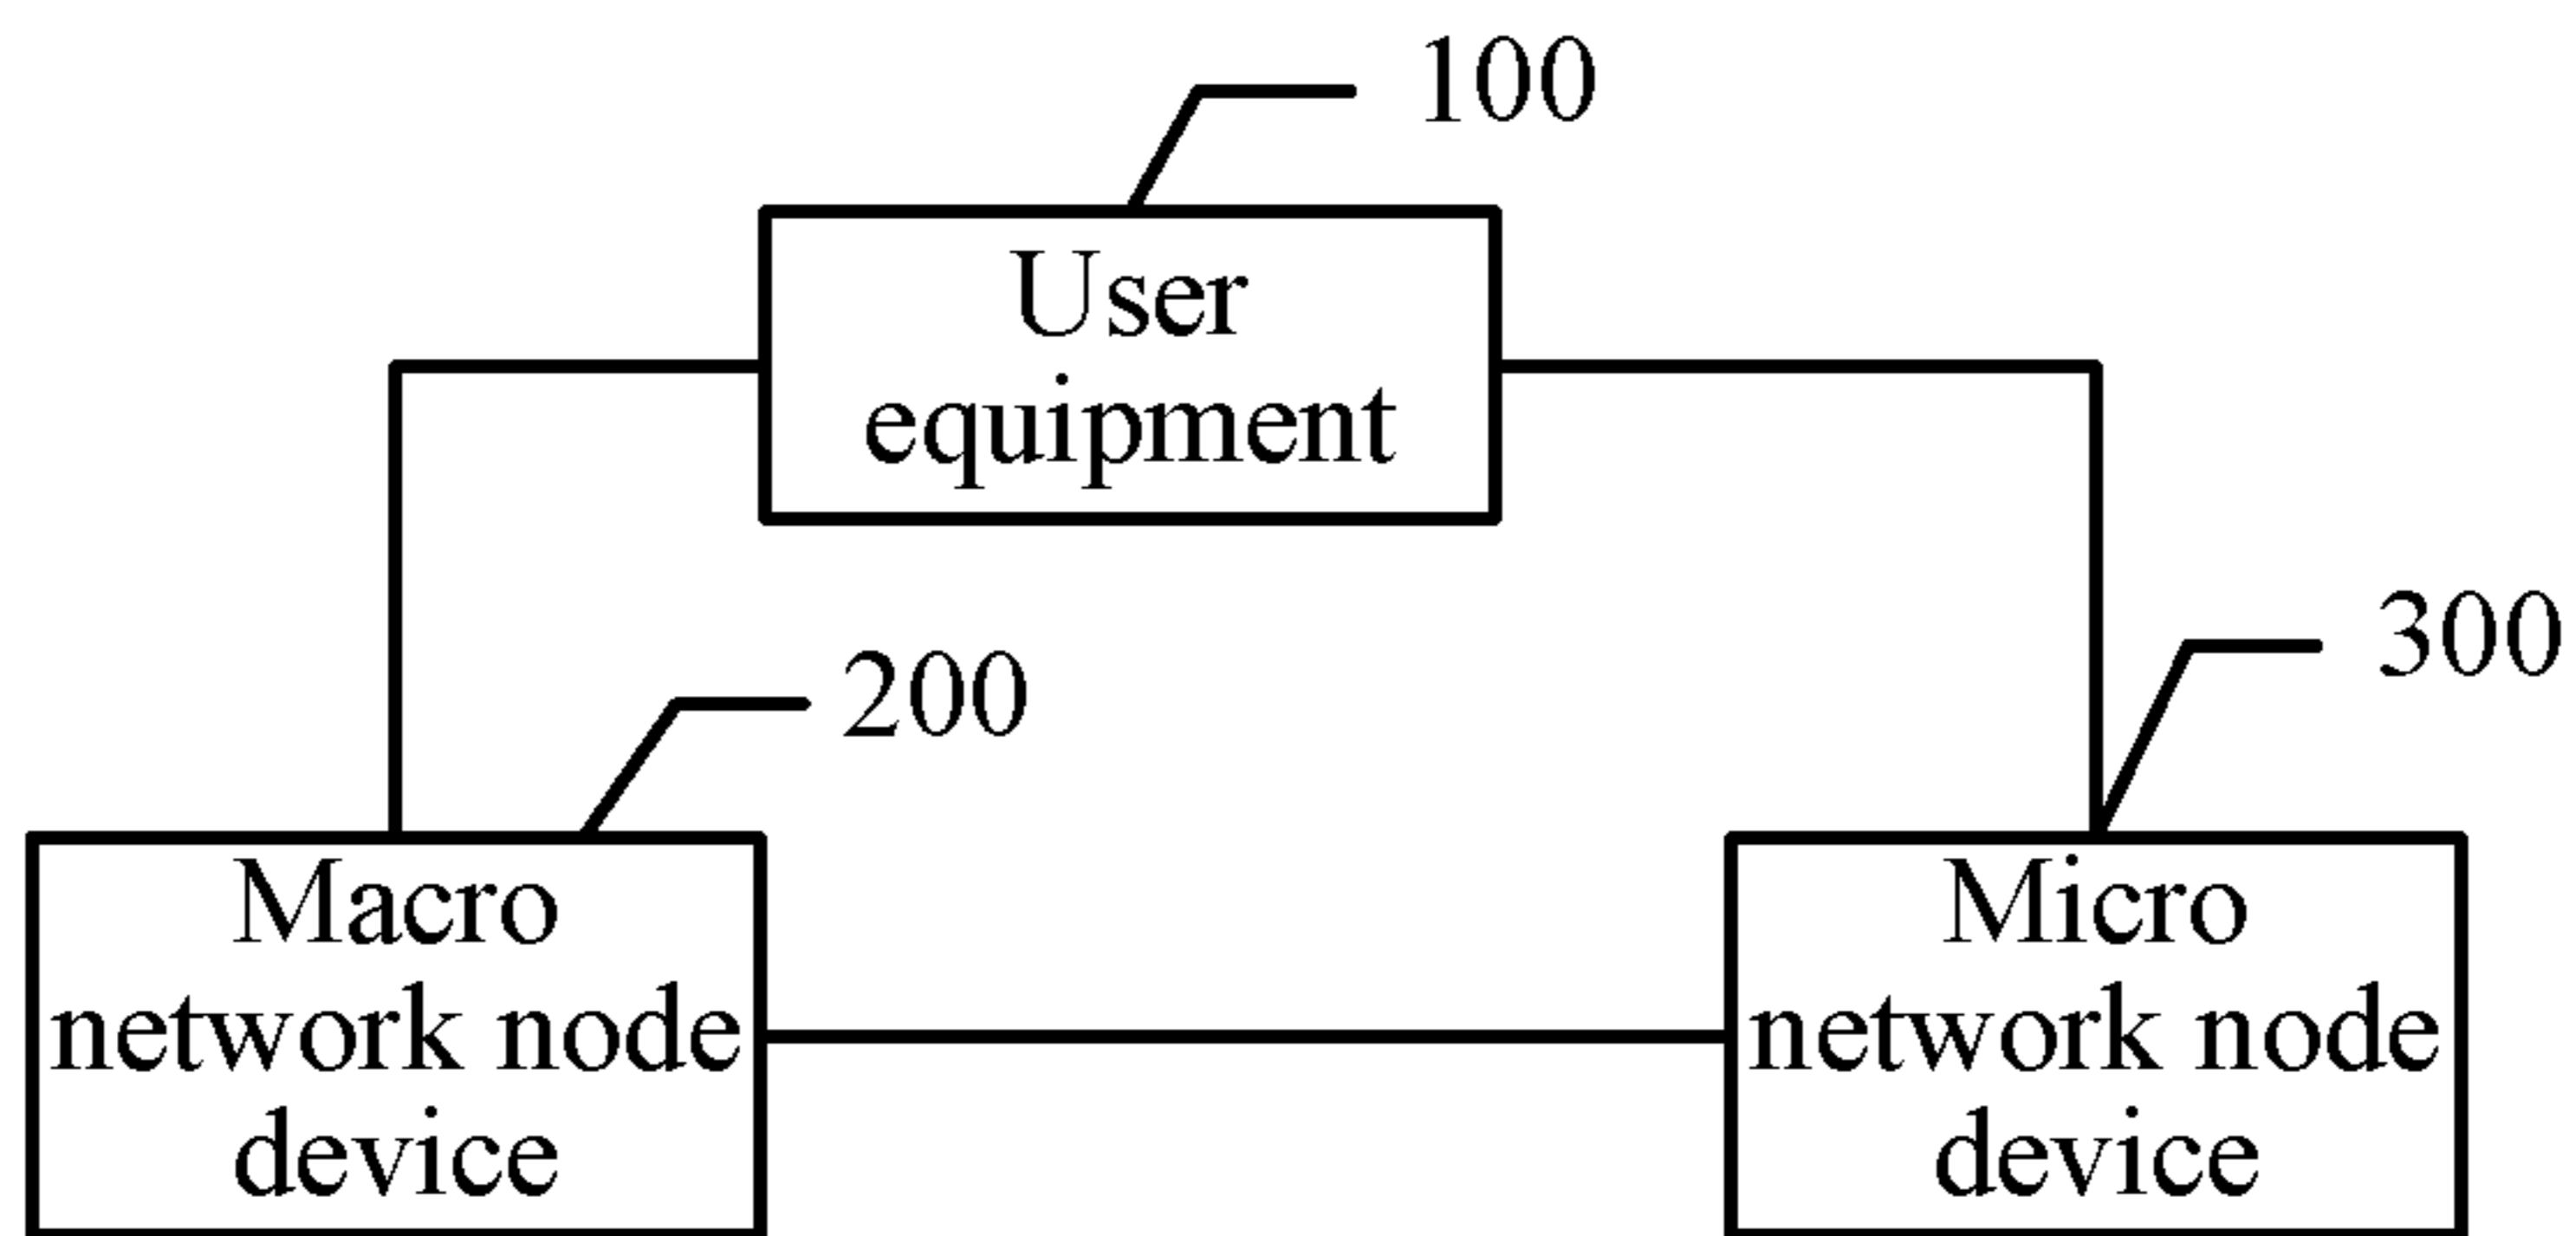 100
User
equipment
200
300
Macro
network node
device
Micro
network node
device